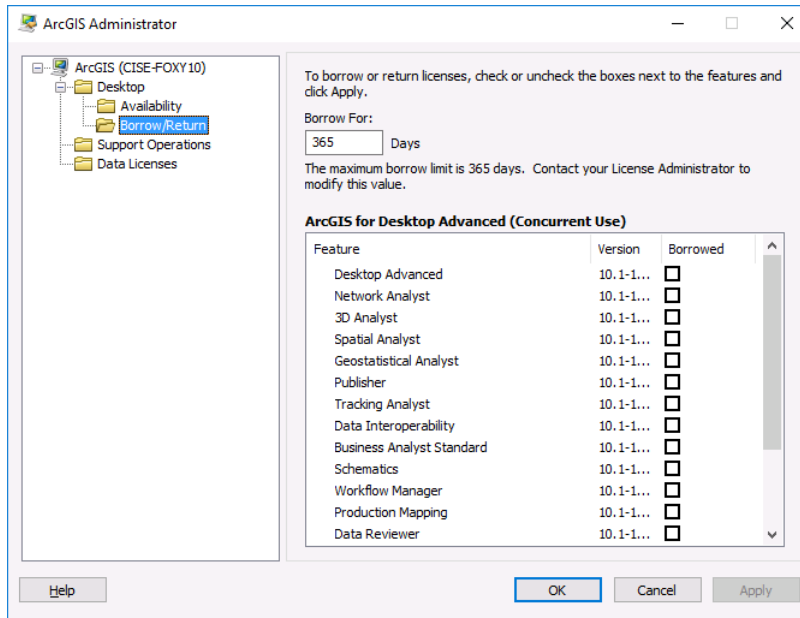 ArcGIS Administrator
ArcGIS (CISE-FOXY10)
Desktop
Availability
Borrow/Return
Support Operations
Data Licenses
To borrow or return licenses, check or uncheck the boxes next to the features and
click Apply.
Borrow For:
365 Days
The maximum borrow limit is 365 days.  Contact your License Administrator to
modify this value.
ArcGIS for Desktop Advanced (Concurrent Use)
Feature Version Borrowed
Desktop Advanced 10.1-1...
Network Analyst 10.1-1...
3D Analyst 10.1-1...
Spatial Analyst 10.1-1...
Geostatistical Analyst 10.1-1...
Publisher 10.1-1...
Tracking Analyst 10.1-1...
Data Interoperability 10.1-1...
Business Analyst Standard 10.1-1...
Schematics 10.1-1...
Workflow Manager 10.1-1...
Production Mapping 10.1-1...
Data Reviewer 10.1-1...
Help OK Cancel Apply